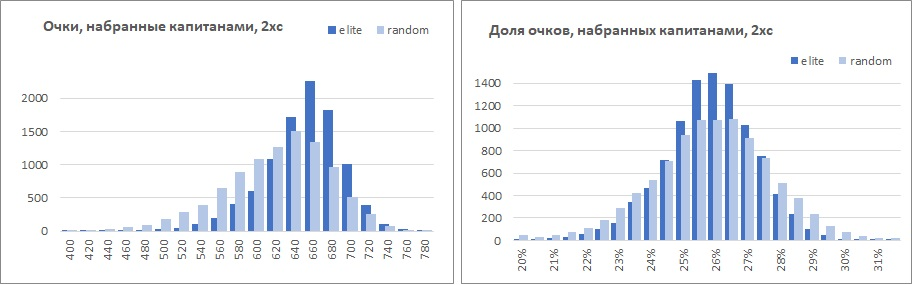 Очки, набранные капитанами, 2хс
elite random
2000
1500
1000
500
0
400 420 440 460 480 500 520 540 560 580 600 620 640 660 680 700 720 740 760 780
Доля очков, набранных капитанами, 2хс
elite random
1400
1200
1000
800
600
400
200
0
20% 21% 22% 23% 24% 25% 26% 27% 28% 29% 30% 31%